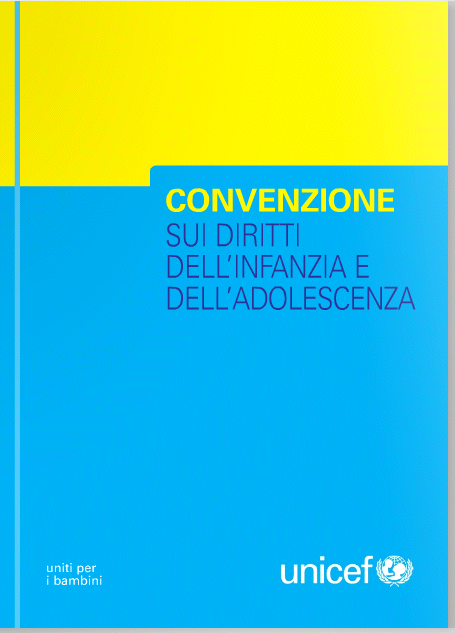 CONVENZIONE
SUI DIRITTI
DELL'INFANZIA E
DELL'ADOLESCENZA
uniti per
i bambini
unicef